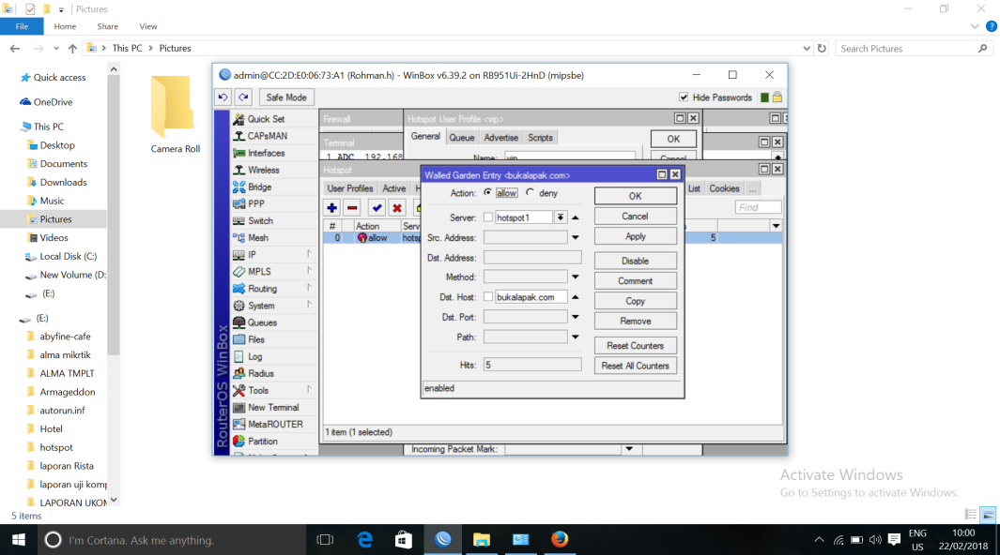 Pictures
File Home Share View
This PC Pictures
Search Pictures
Quick access
OneDrive
This PC
Desktop
Documents
Downloads
Music
Pictures
Videos
Local Disk (C:)
New Volume (D:
(E:)
(E:)
abyfine-cafe
alma mikrtik
ALMA TMPLT
Armageddon
autorun.inf
Hotel
hotspot
laporan Rista
laporan uji komp
LAPORAN UKOM
5 items
Camera Roll
admin@CC:2D:E0:06:73:A1 (Rohman.h) - WinBox v6.39.2 on RB951Ui-2HnD (mipsbe)
Safe Mode
Hide Passwords
RouterOS WinBox
Quick Set
CAPsMAN
Interfaces
Wireless
Bridge
PPP
Switch
Mesh
IP
MPLS
Routing
System
Queues
Files
Log
Radius
Tools
New Terminal
MetaROUTER
Partition
Firewall
Terminal
1 ADC 192.168
Hotspot User Profile <vip>
General Queue Advertise Scripts
OK
Name: vip
Cancel
Hotspot
User Profiles Active H
List Cookies ...
Find
# Action Serv
0 allow hotsp 5
1 item (1 selected)
Incoming Packet Mark:
Walled Garden Entry <bukalapak.com>
Action: allow deny
Server: hotspot1
Src. Address:
Dst. Address:
Method:
Dst. Host: bukalapak.com
Dst. Port:
Path:
Hits: 5
enabled
OK
Cancel
Apply
Disable
Comment
Copy
Remove
Reset Counters
Reset All Counters
Activate Windows
Go to Settings to activate Windows.
I'm Cortana. Ask me anything.
ENG
US
10:00
22/02/2018